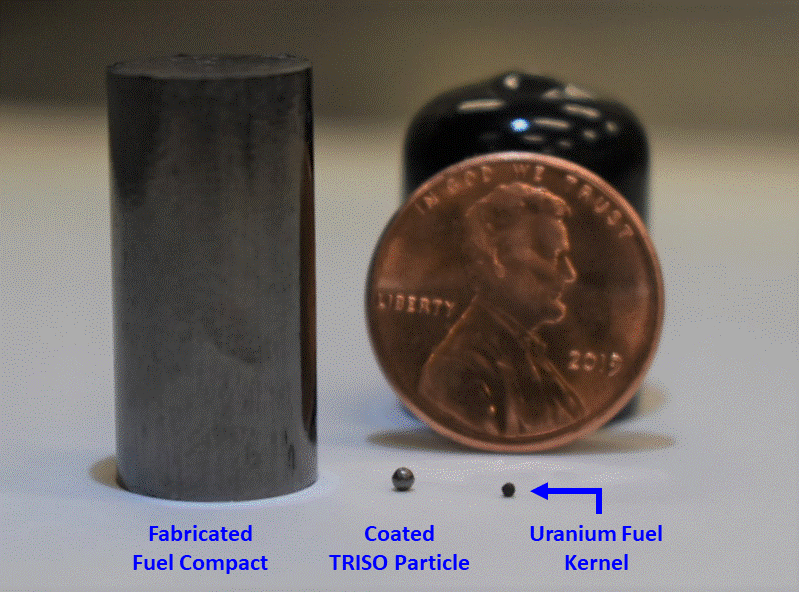 IN GOD WE TRUST
LIBERTY
2019
Fabricated
Fuel Compact
Coated
TRISO Particle
Uranium Fuel
Kernel